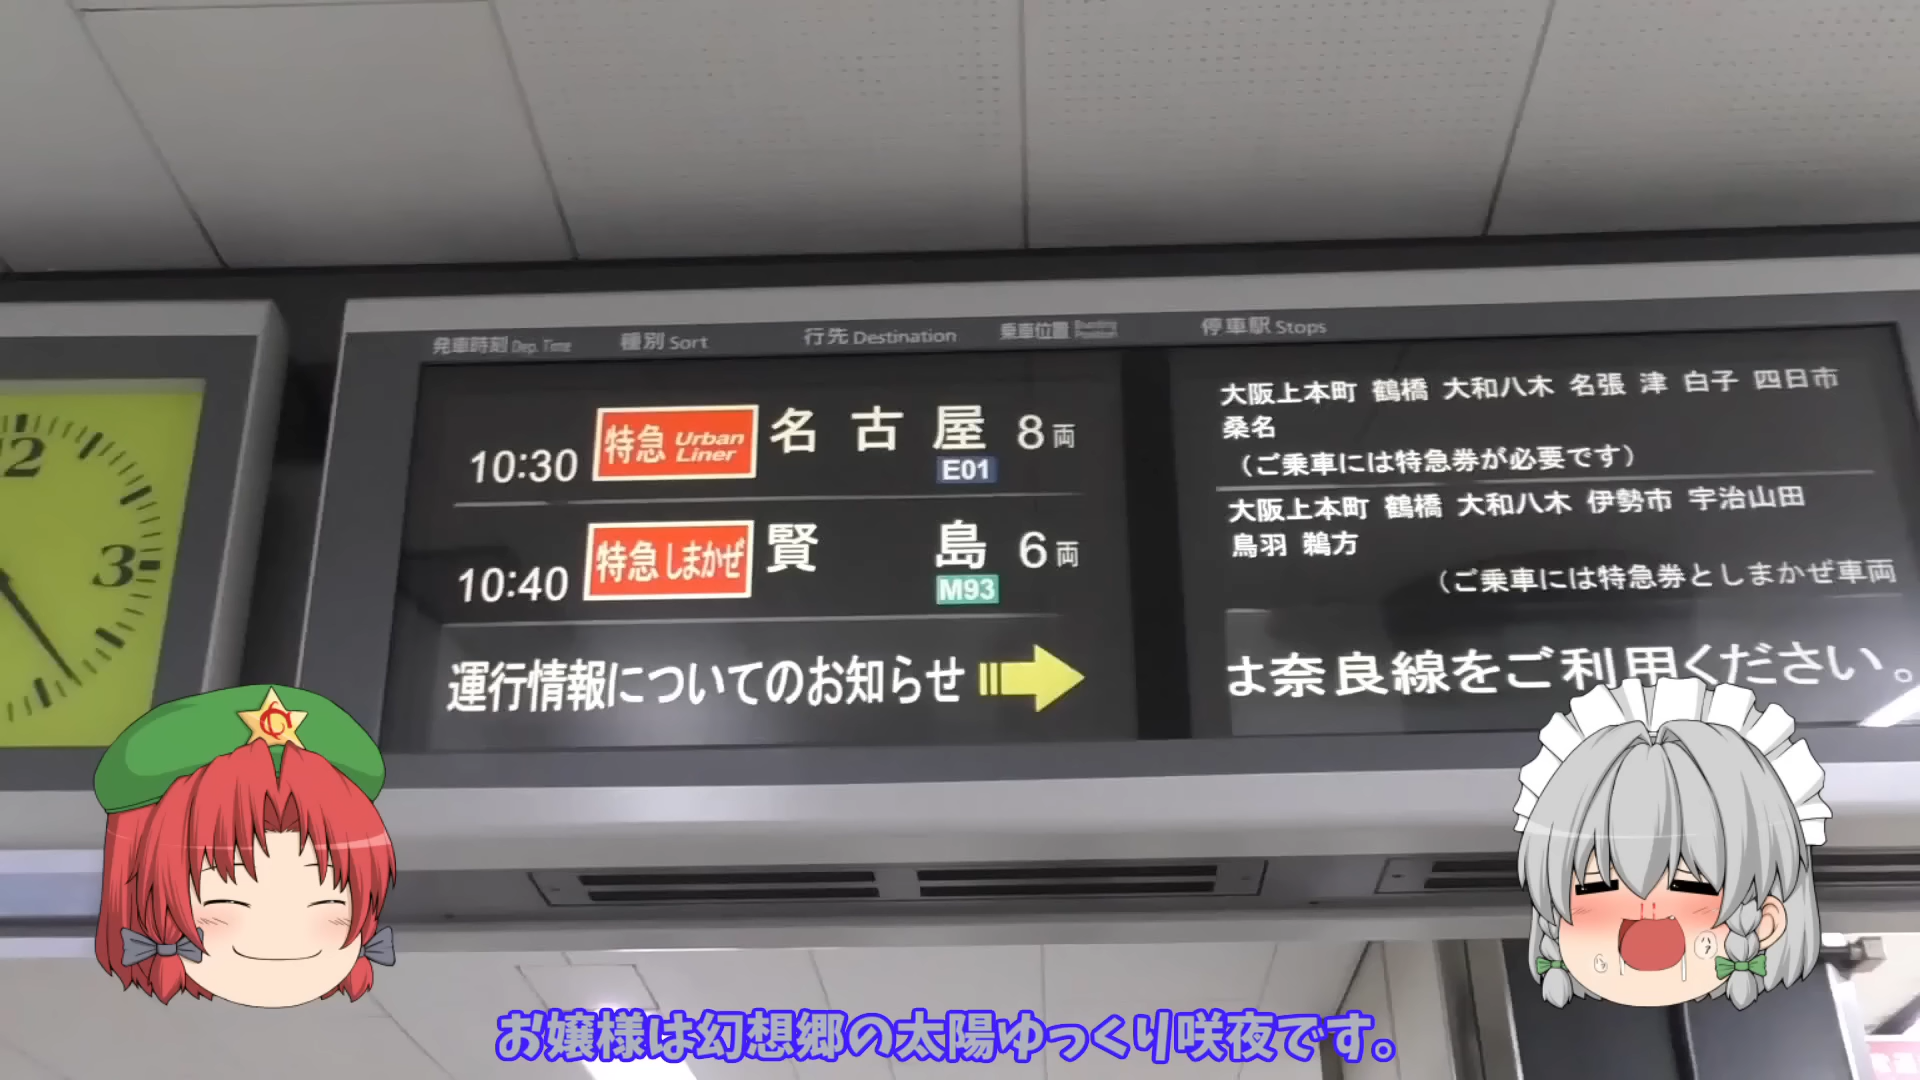 発車時刻 Dep. Time 種別 Sort 行先 Destination 乗車位置 停車駅 Stops
10:30 特急 Urban Liner 名古屋 8両
E01
大阪上本町 鶴橋 大和八木 名張 津 白子 四日市
桑名
(ご乗車には特急券が必要です)
10:40 特急 しまかぜ 賢島 6両
M93
大阪上本町 鶴橋 大和八木 伊勢市 宇治山田
鳥羽 鵜方
(ご乗車には特急券としまかぜ車両
運行情報についてのお知らせ
は奈良線をご利用ください。
12
3
お嬢様は幻想郷の太陽ゆっくり咲夜です。